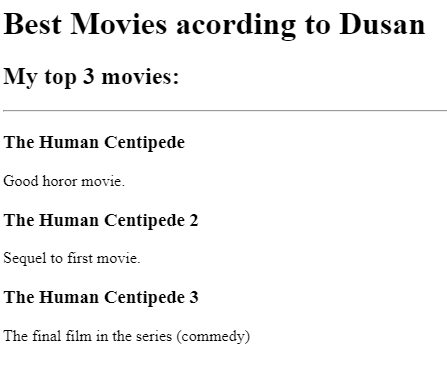 Best Movies acording to Dusan
My top 3 movies:
The Human Centipede
Good horor movie.
The Human Centipede 2
Sequel to first movie.
The Human Centipede 3
The final film in the series (commedy)